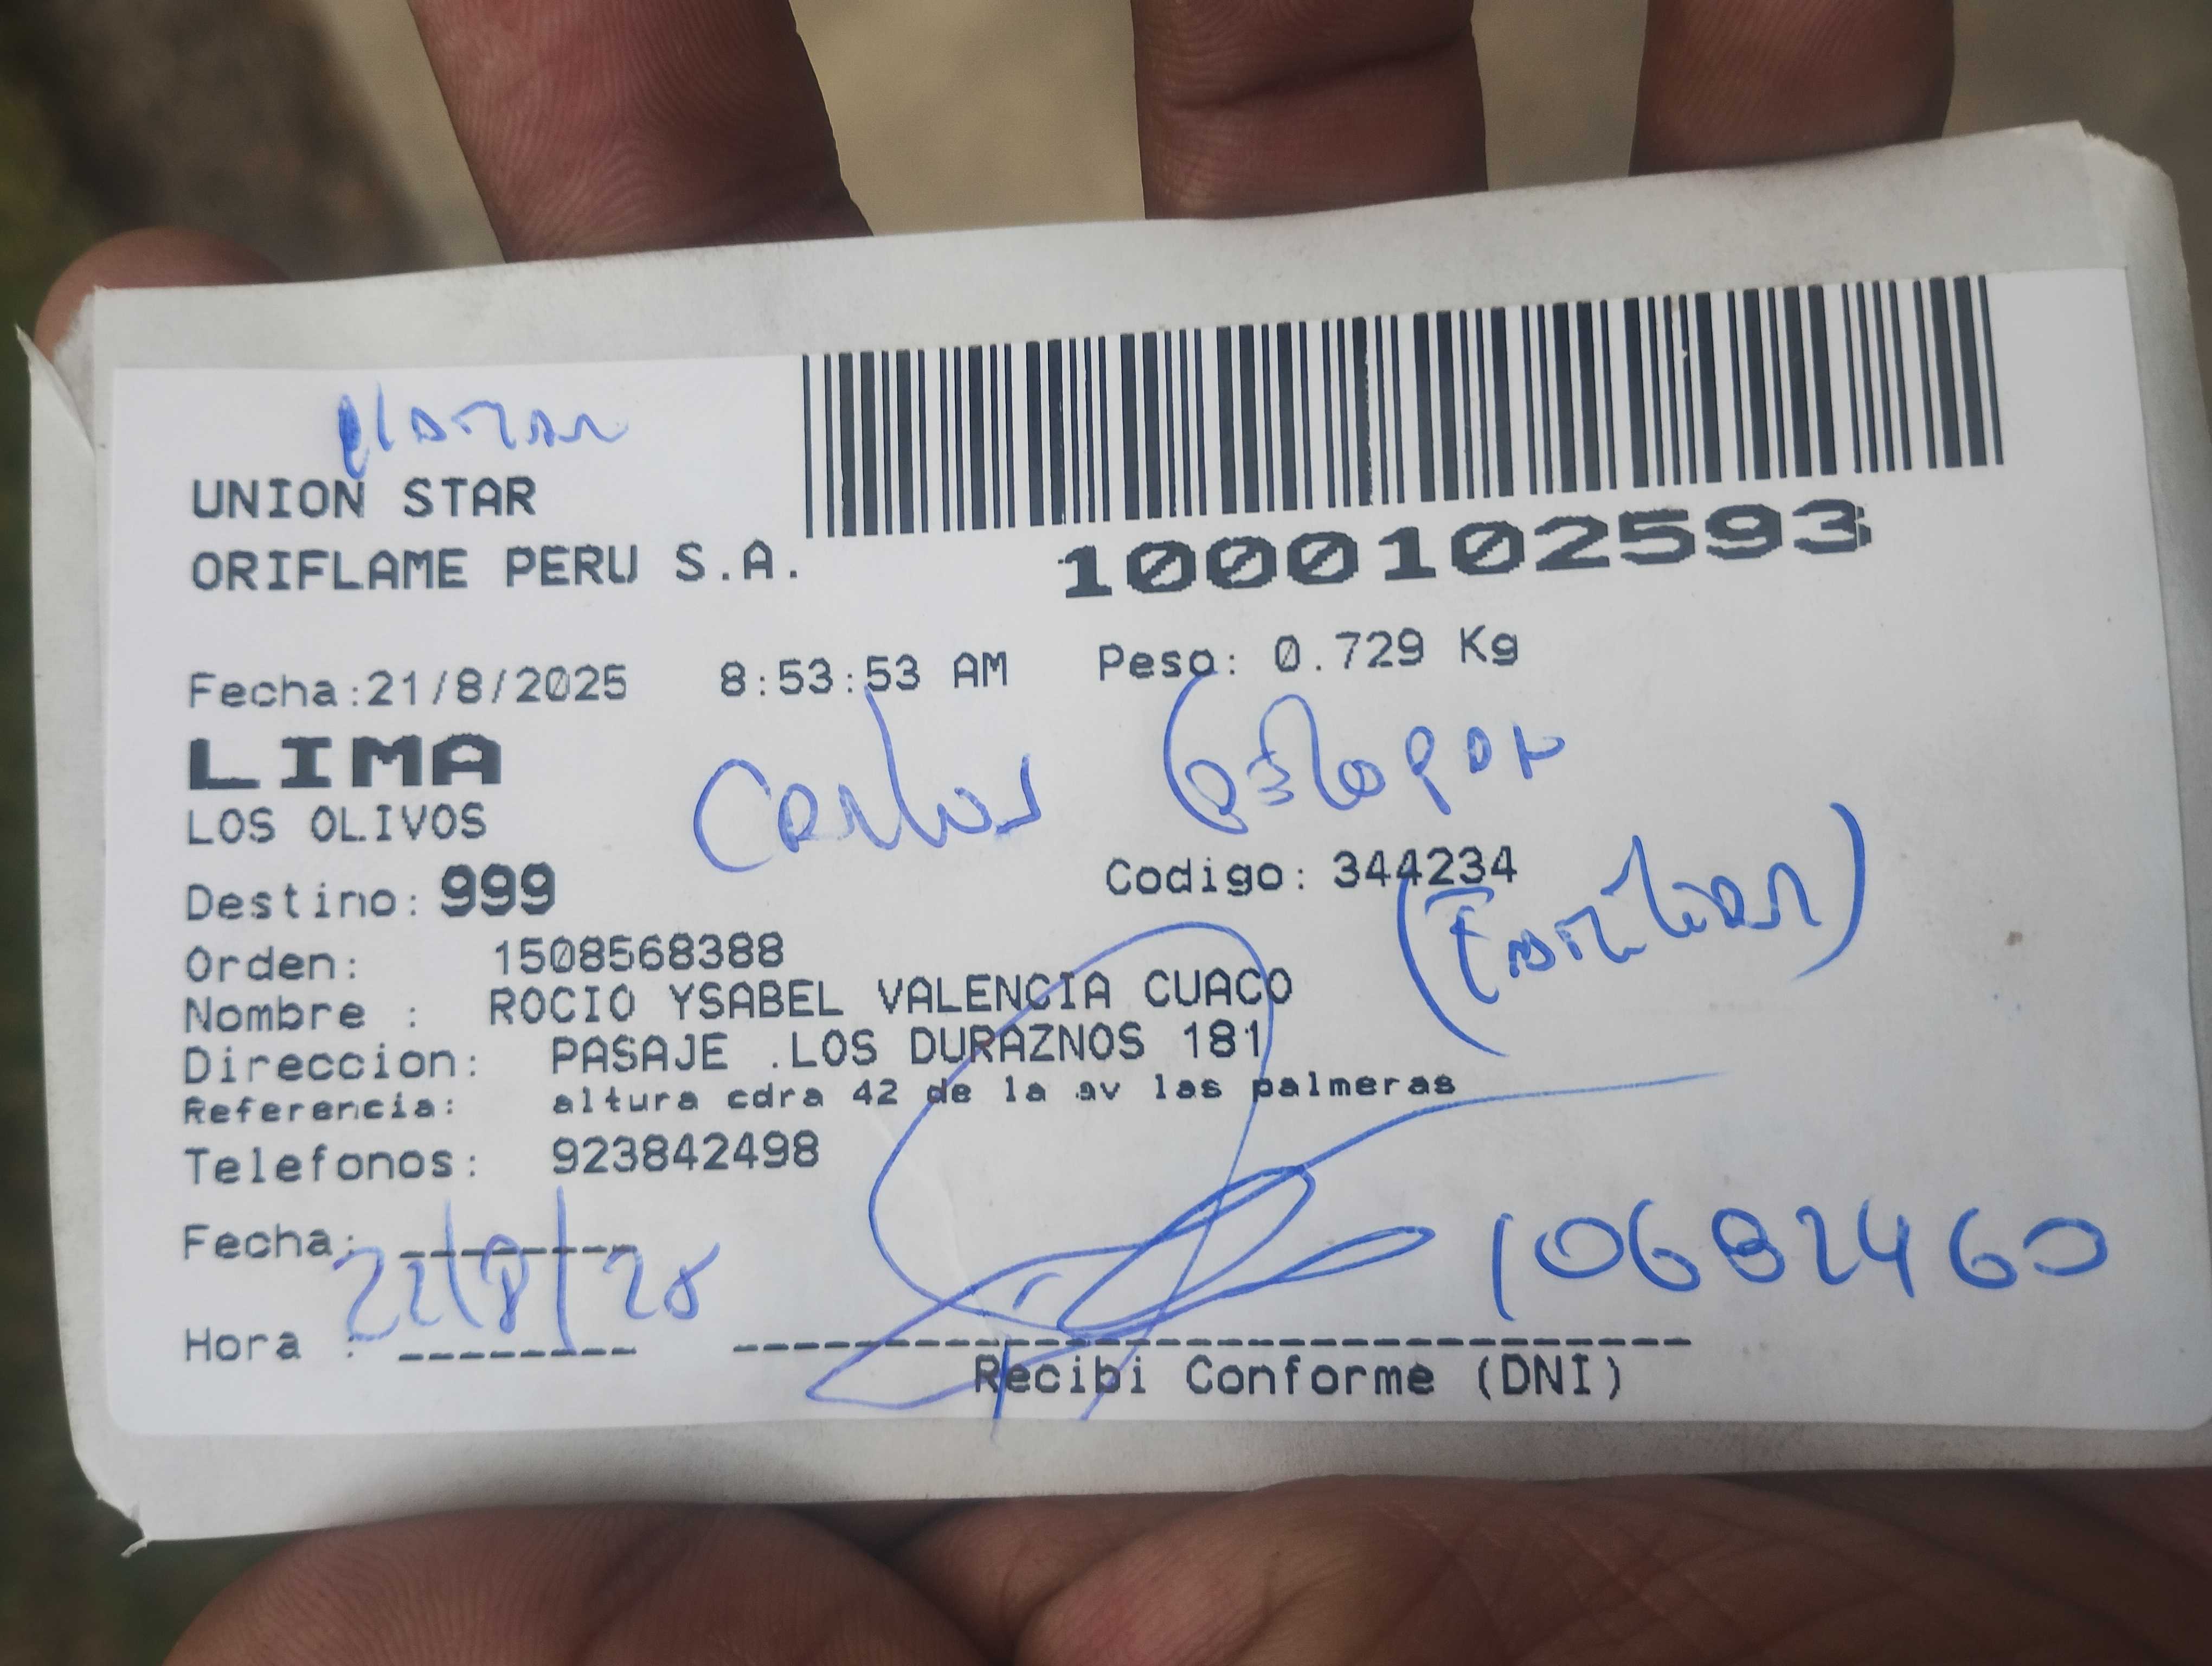 UNION STAR
ORIFLAME PERU S.A.
1000102593
Fecha:21/8/2025 8:53:53 AM Peso: 0.729 Kg
LIMA
Carlos
LOS OLIVOS
Destino: 999 Codigo: 344234
(Familiar)
Orden: 1508568388
Nombre : ROCIO YSABEL VALENCIA CUACO
Direccion: PASAJE .LOS DURAZNOS 181
Referencia: altura cdra 42 de la av las palmeras
Telefonos: 923842498
Fecha: 22/8/25
10682460
Hora :
Recibi Conforme (DNI)